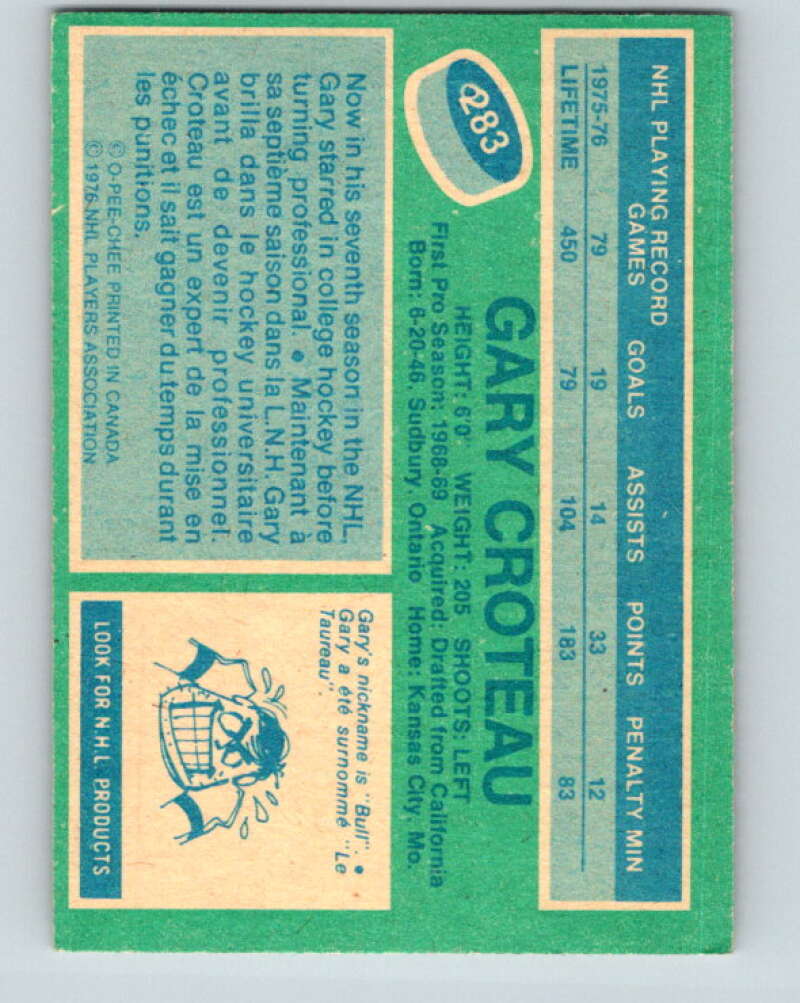 NHL PLAYING RECORD
GAMES GOALS ASSISTS POINTS PENALTY MIN
1975-76 79 19 14 33 12
LIFETIME 450 79 104 183 83
283
GARY CROTEAU
HEIGHT: 6'0" WEIGHT: 205 SHOOTS: LEFT
First Pro Season: 1968-69 Acquired: Drafted from California
Born: 6-20-46, Sudbury, Ontario Home: Kansas City, Mo.
Now in his seventh season in the NHL,
Gary starred in college hockey before
turning professional. • Maintenant à
sa septième saison dans la L.N.H. Gary
brilla dans le hockey universitaire
avant de devenir professionnel.
Croteau est un expert de la mise en
échec et il sait gagner du temps durant
les punitions.
© O-PEE-CHEE PRINTED IN CANADA
© 1976 NHL PLAYERS ASSOCIATION
Gary's nickname is "Bull". •
Gary a été surnommé "Le
Taureau".
LOOK FOR N.H.L. PRODUCTS